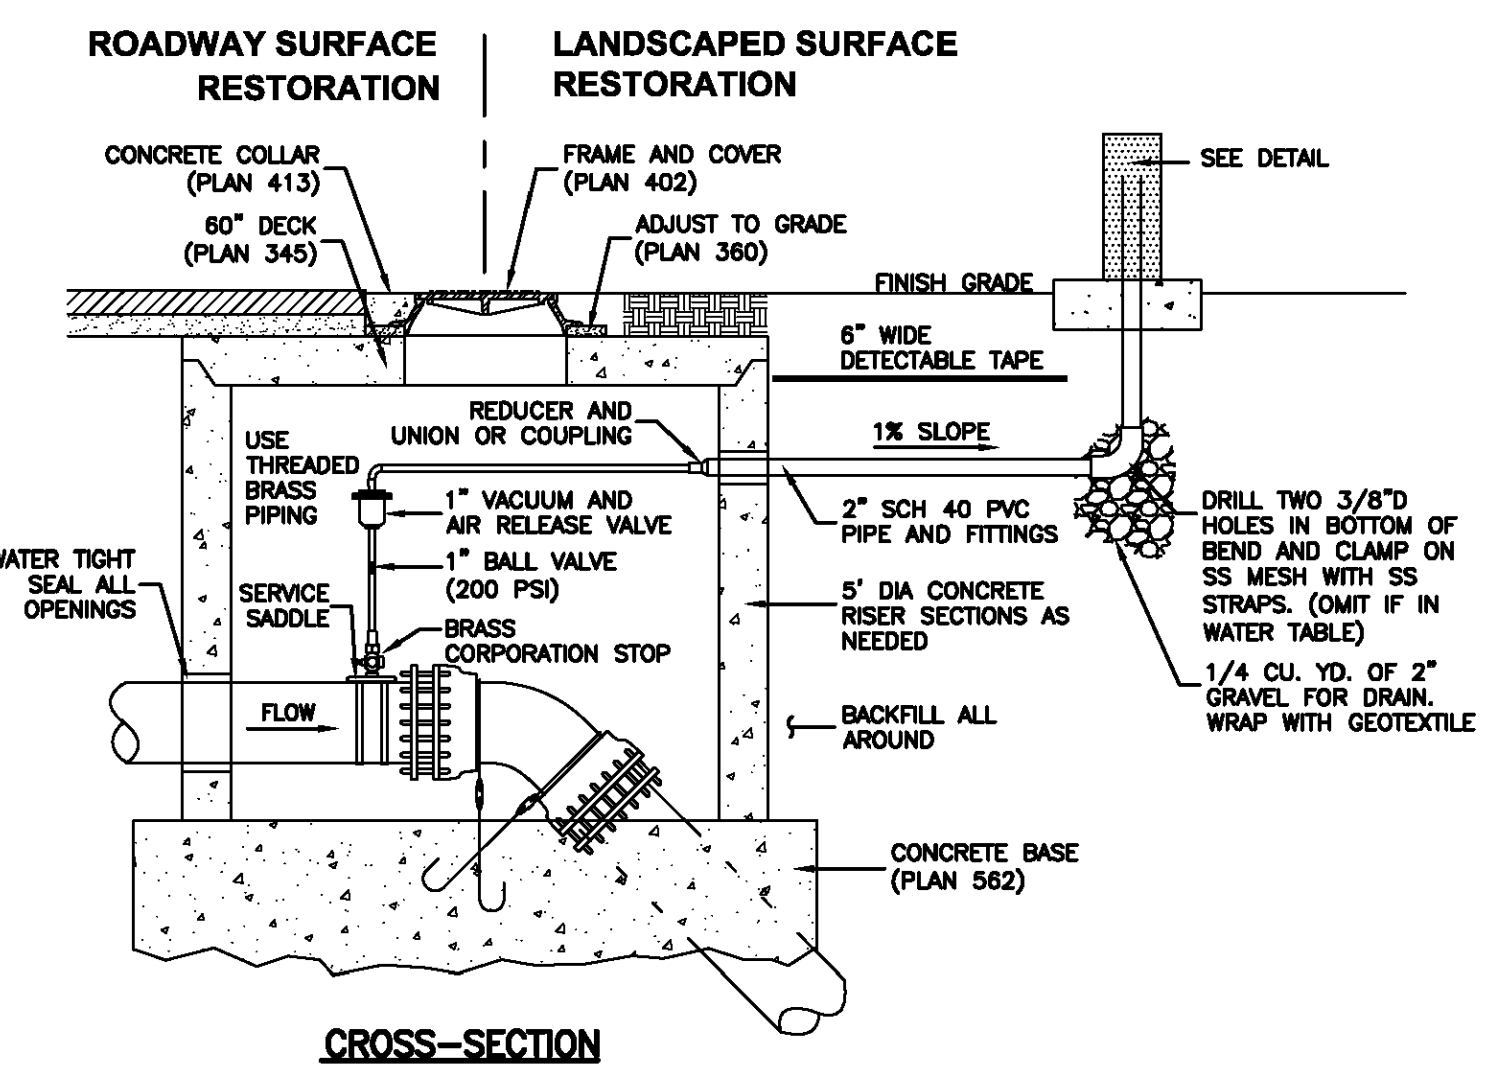 ROADWAY SURFACE
RESTORATION
LANDSCAPED SURFACE
RESTORATION
CONCRETE COLLAR
(PLAN 413)
60" DECK
(PLAN 345)
FRAME AND COVER
(PLAN 402)
ADJUST TO GRADE
(PLAN 360)
SEE DETAIL
FINISH GRADE
6" WIDE
DETECTABLE TAPE
REDUCER AND
UNION OR COUPLING
1% SLOPE
USE
THREADED
BRASS
PIPING
1" VACUUM AND
AIR RELEASE VALVE
1" BALL VALVE
(200 PSI)
2" SCH 40 PVC
PIPE AND FITTINGS
DRILL TWO 3/8"D
HOLES IN BOTTOM OF
BEND AND CLAMP ON
SS MESH WITH SS
STRAPS. (OMIT IF IN
WATER TABLE)
WATER TIGHT
SEAL ALL
OPENINGS
SERVICE
SADDLE
BRASS
CORPORATION STOP
5' DIA CONCRETE
RISER SECTIONS AS
NEEDED
1/4 CU. YD. OF 2"
GRAVEL FOR DRAIN.
WRAP WITH GEOTEXTILE
FLOW
BACKFILL ALL
AROUND
CONCRETE BASE
(PLAN 562)
CROSS-SECTION